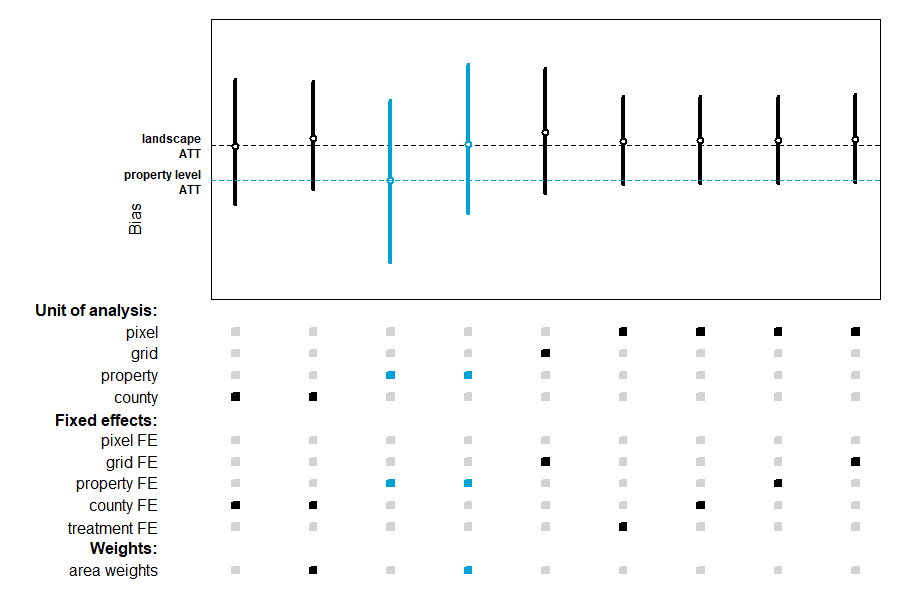 landscape
ATT
property level
ATT
Bias
Unit of analysis:
pixel
grid
property
county
Fixed effects:
pixel FE
grid FE
property FE
county FE
treatment FE
Weights:
area weights